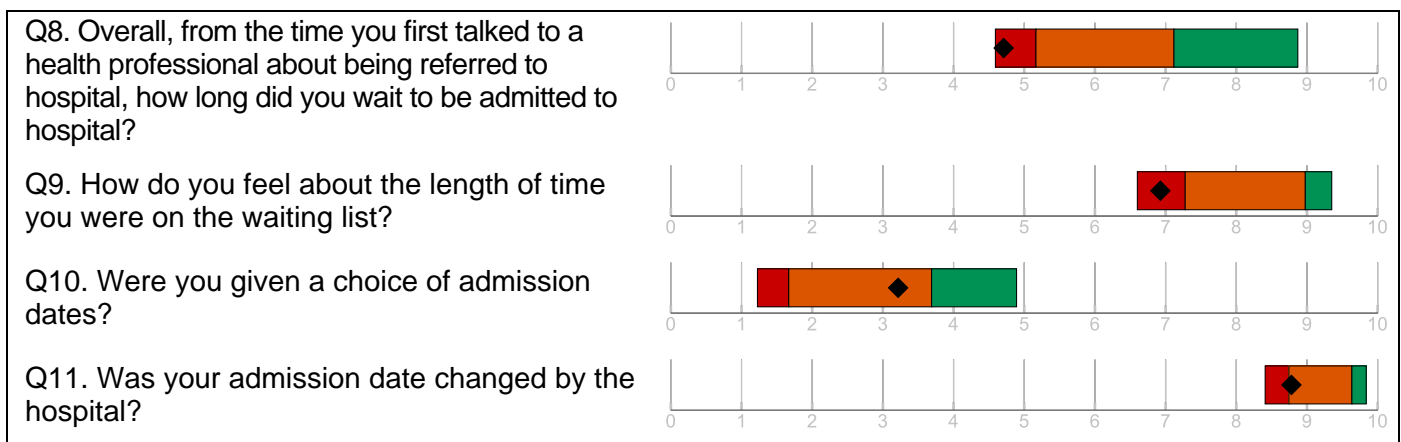 Q8. Overall, from the time you first talked to a
health professional about being referred to
hospital, how long did you wait to be admitted to
hospital?
0 1 2 3 4 5 6 7 8 9 10
Q9. How do you feel about the length of time
you were on the waiting list?
0 1 2 3 4 5 6 7 8 9 10
Q10. Were you given a choice of admission
dates?
0 1 2 3 4 5 6 7 8 9 10
Q11. Was your admission date changed by the
hospital?
0 1 2 3 4 5 6 7 8 9 10